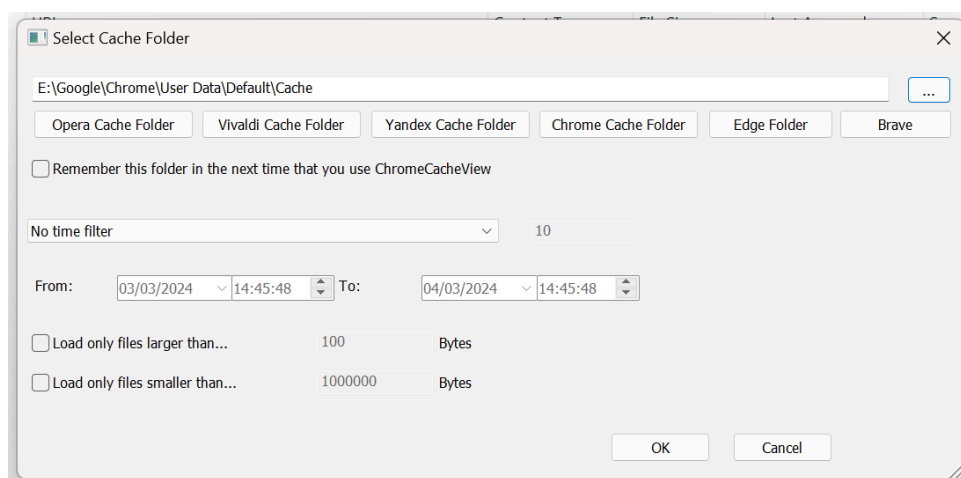 Select Cache Folder
E:\Google\Chrome\User Data\Default\Cache
...
Opera Cache Folder Vivaldi Cache Folder Yandex Cache Folder Chrome Cache Folder Edge Folder Brave
Remember this folder in the next time that you use ChromeCacheView
No time filter 10
From: 03/03/2024 14:45:48 To: 04/03/2024 14:45:48
Load only files larger than... 100 Bytes
Load only files smaller than... 1000000 Bytes
OK Cancel